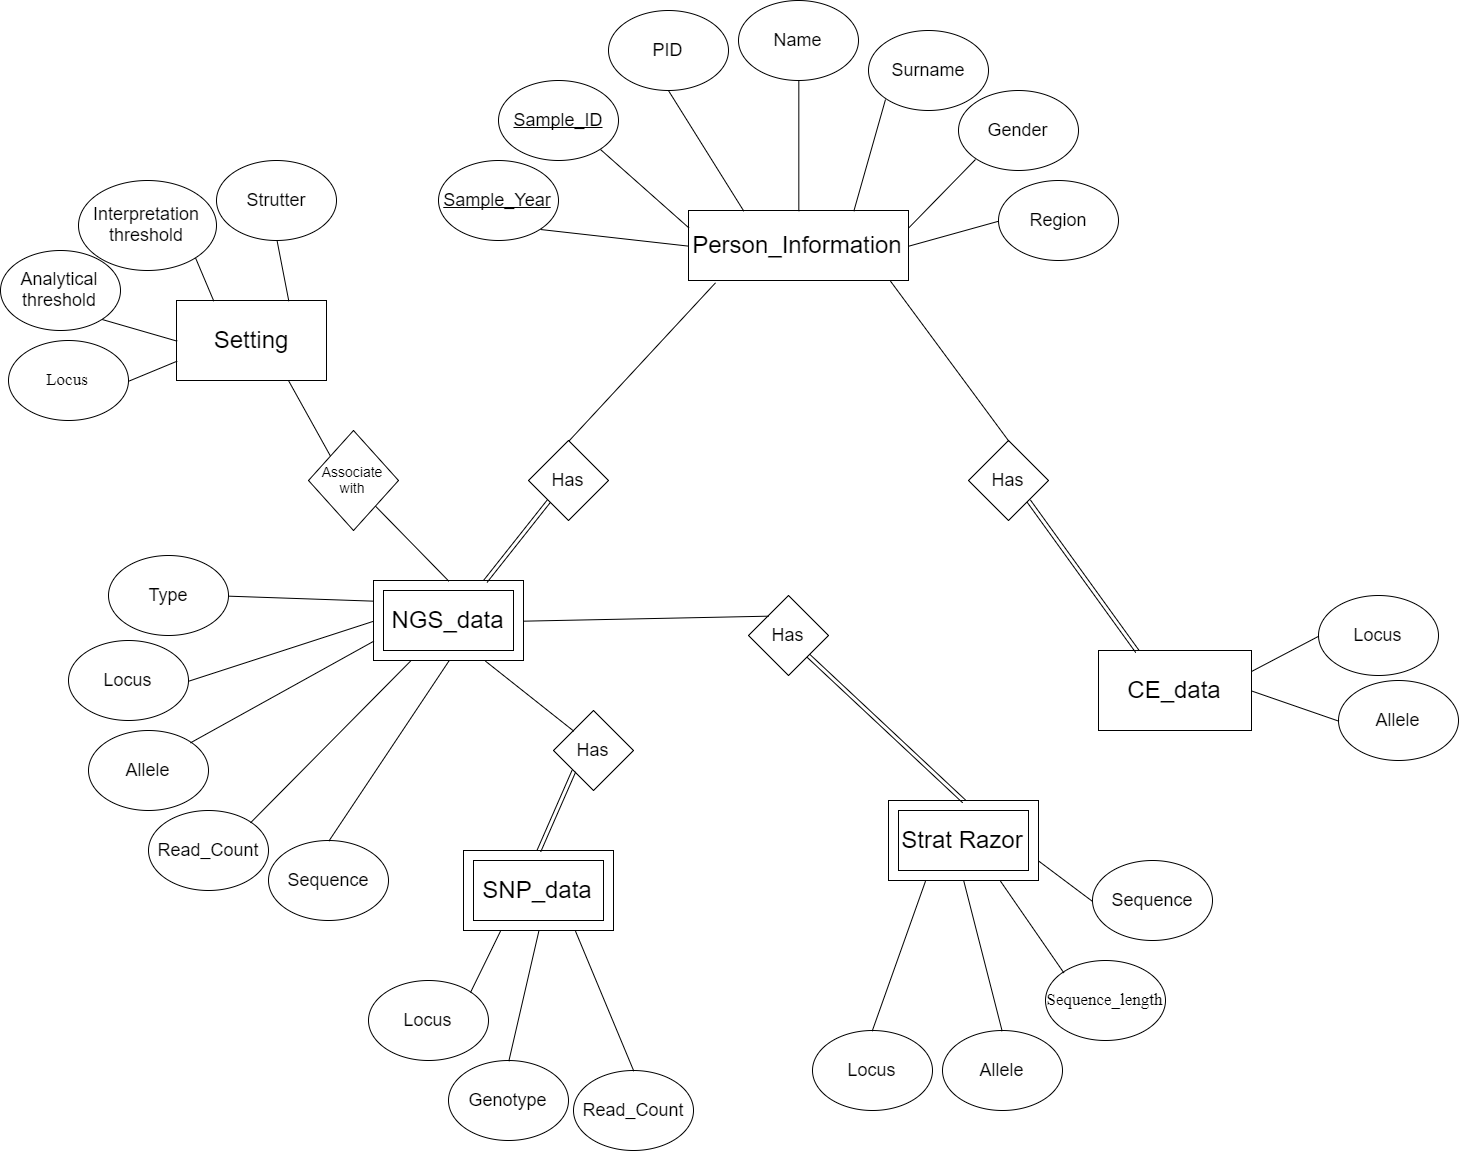 Name
PID
Surname
Sample_ID
Gender
Sample_Year
Strutter
Interpretation
threshold
Region
Person_Information
Analytical
threshold
Setting
Locus
Associate
with
Has
Has
Type
NGS_data
Has
Locus
Locus
CE_data
Allele
Allele
Has
Read_Count
Sequence
SNP_data
Strat Razor
Sequence
Locus
Genotype
Read_Count
Sequence_length
Locus
Allele